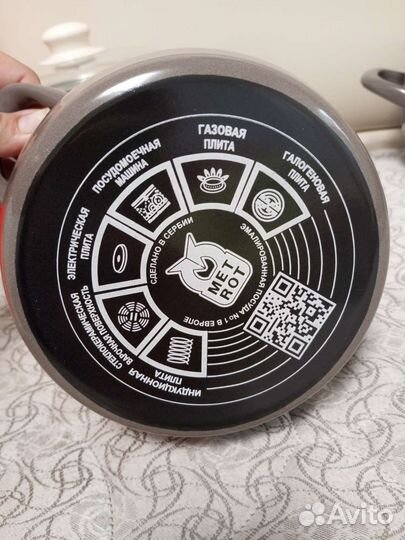 ГАЗОВАЯ
ПЛИТА
ГАЛОГЕНОВАЯ
ПЛИТА
ПОСУДОМОЕЧНАЯ
МАШИНА
ЭЛЕКТРИЧЕСКАЯ
ПЛИТА
СТЕКЛОКЕРАМИЧЕСКАЯ
ВАРОЧНАЯ ПОВЕРХНОСТЬ
ИНДУКЦИОННАЯ
ПЛИТА
СДЕЛАНО В СЕРБИИ
ЭМАЛИРОВАННАЯ ПОСУДА №1 В ЕВРОПЕ
MET
ROT
Avito